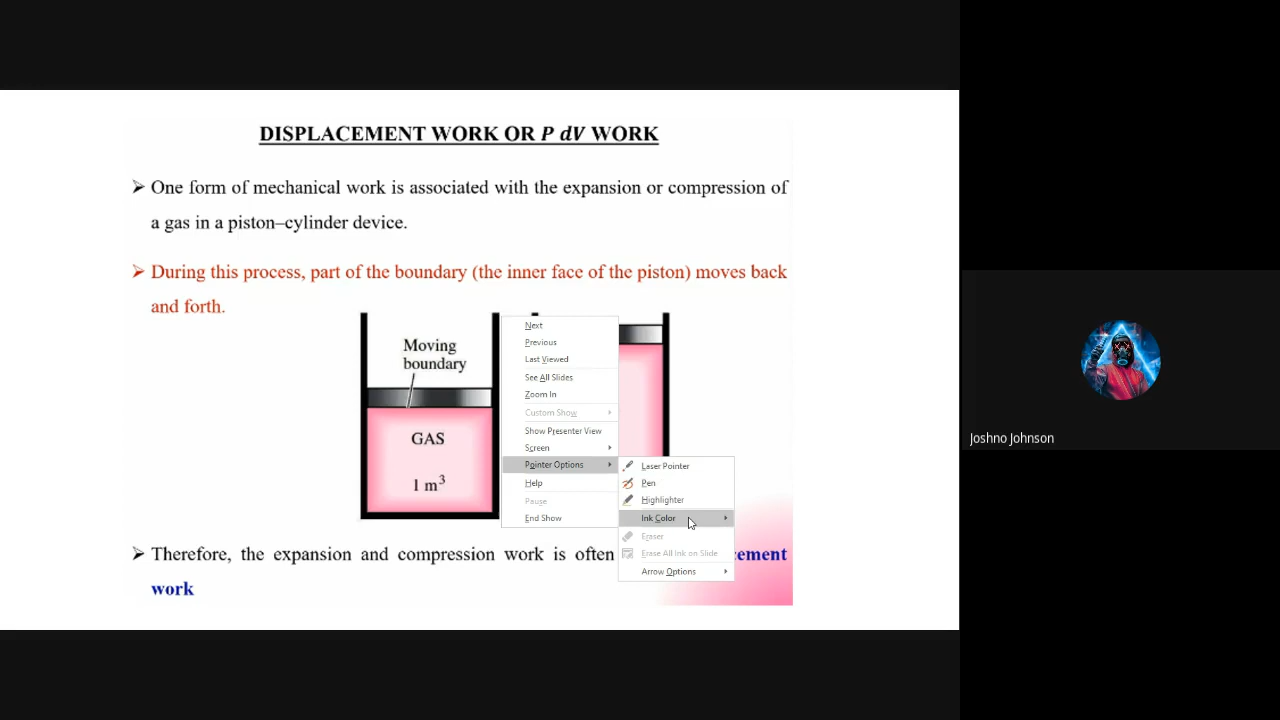 DISPLACEMENT WORK OR P dV WORK
➢ One form of mechanical work is associated with the expansion or compression of
a gas in a piston–cylinder device.
➢ During this process, part of the boundary (the inner face of the piston) moves back
and forth.
Moving
boundary
GAS
1 m³
Next
Previous
Last Viewed
See All Slides
Zoom In
Custom Show
Show Presenter View
Screen
Pointer Options
Help
Pause
End Show
Laser Pointer
Pen
Highlighter
Ink Color
Eraser
Erase All Ink on Slide
Arrow Options
➢ Therefore, the expansion and compression work is often cement
work
Joshno Johnson